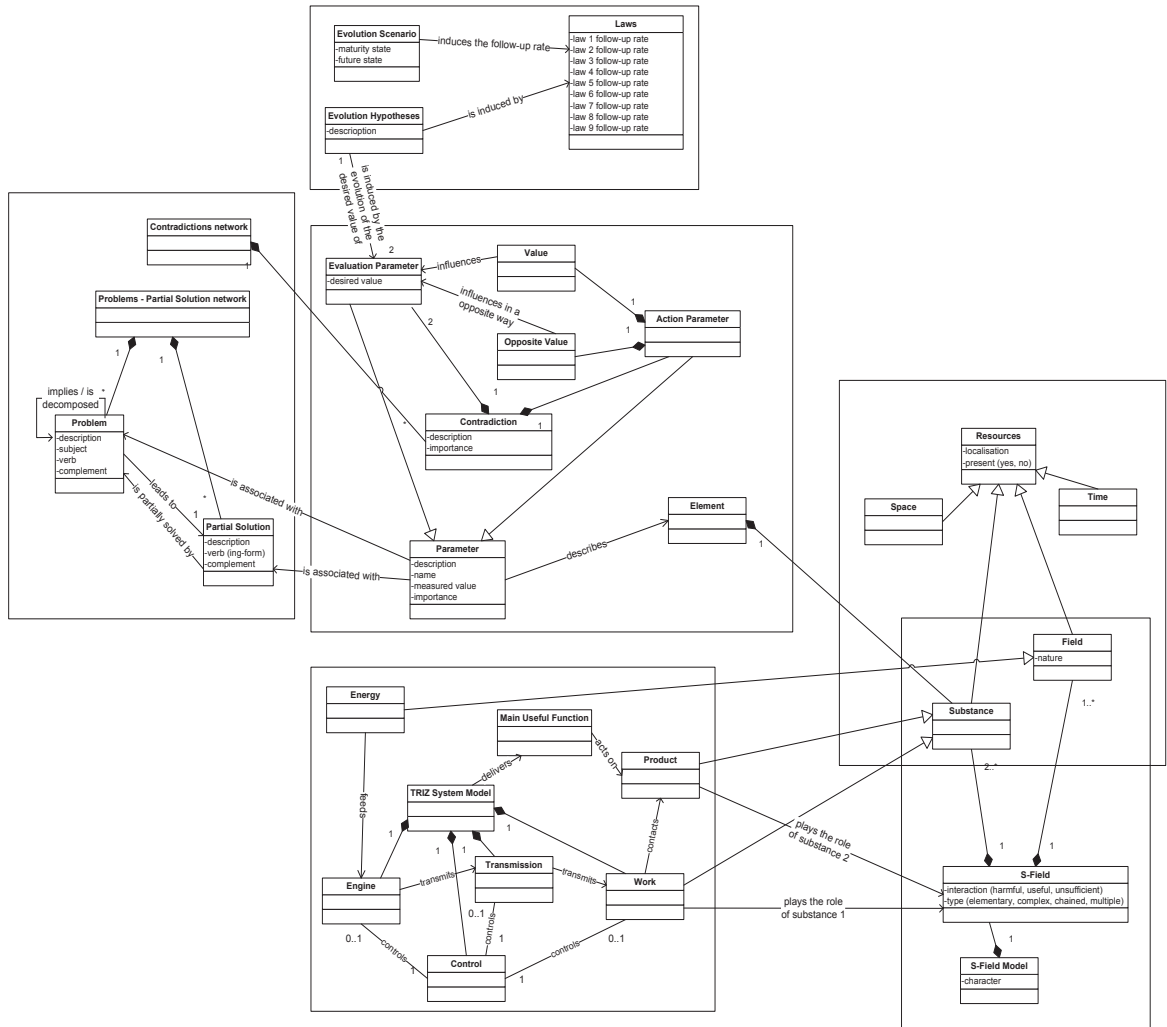 Evolution Scenario
-maturity state
-future state
induces the follow-up rate
Laws
-law 1 follow-up rate
-law 2 follow-up rate
-law 3 follow-up rate
-law 4 follow-up rate
-law 5 follow-up rate
-law 6 follow-up rate
-law 7 follow-up rate
-law 8 follow-up rate
-law 9 follow-up rate
Evolution Hypotheses
-descrioption
is induced by
1
is induced by the
evolution of the
desired value of
2
Contradictions network
1
Problems - Partial Solution network
1
1
implies / is
decomposed
*
Problem
-description
-subject
-verb
-complement
leads to
is partially solved by
1
*
Partial Solution
-description
-verb (ing-form)
-complement
is associated with
is associated with
Evaluation Parameter
-desired value
influences
Value
influences in a
opposite way
Opposite Value
1
1
Action Parameter
2
1
Contradiction
-description
-importance
1
*
Parameter
-description
-name
-measured value
-importance
describes
Element
1
Resources
-localisation
-present (yes, no)
Space
Time
Field
-nature
1..*
Substance
2..*
Energy
Main Useful Function
acts on
Product
delivers
feeds
TRIZ System Model
1
1
1
1
contacts
Engine
transmits
Transmission
transmits
Work
0..1
0..1
1
0..1
controls
controls
controls
1
Control
1
plays the role
of substance 2
plays the role
of substance 1
1
1
S-Field
-interaction (harmful, useful, unsufficient)
-type (elementary, complex, chained, multiple)
1
S-Field Model
-character